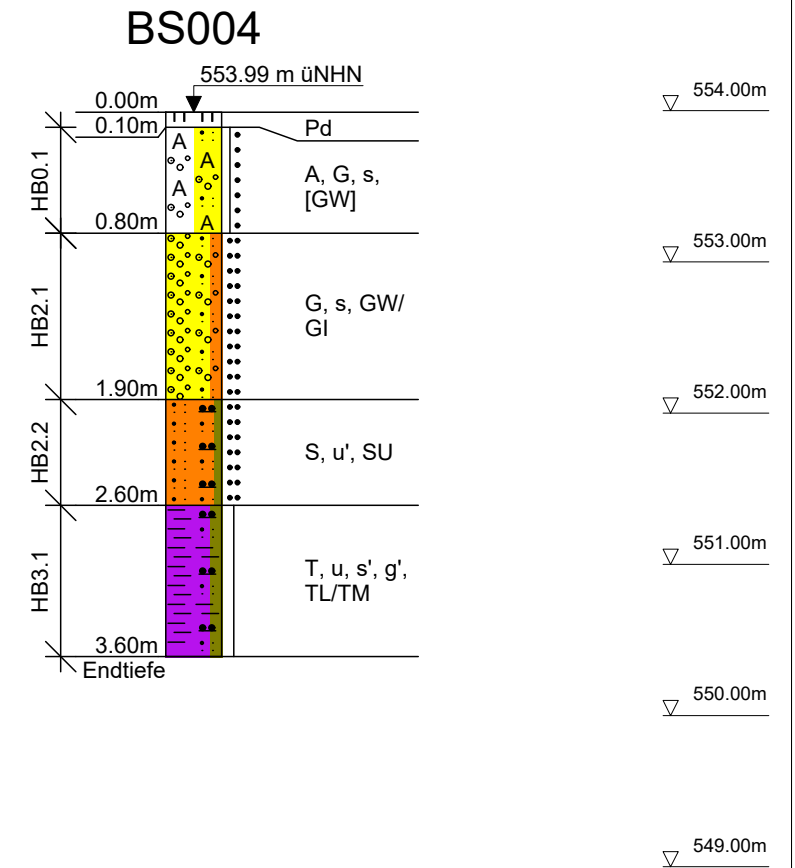 BS004
553.99 m üNHN
554.00m
0.00m
0.10m
Pd
A
A
A
A
HB0.1
A, G, s,
[GW]
0.80m
553.00m
HB2.1
G, s, GW/
GI
1.90m
552.00m
HB2.2
S, u', SU
2.60m
551.00m
HB3.1
T, u, s', g',
TL/TM
3.60m
Endtiefe
550.00m
549.00m